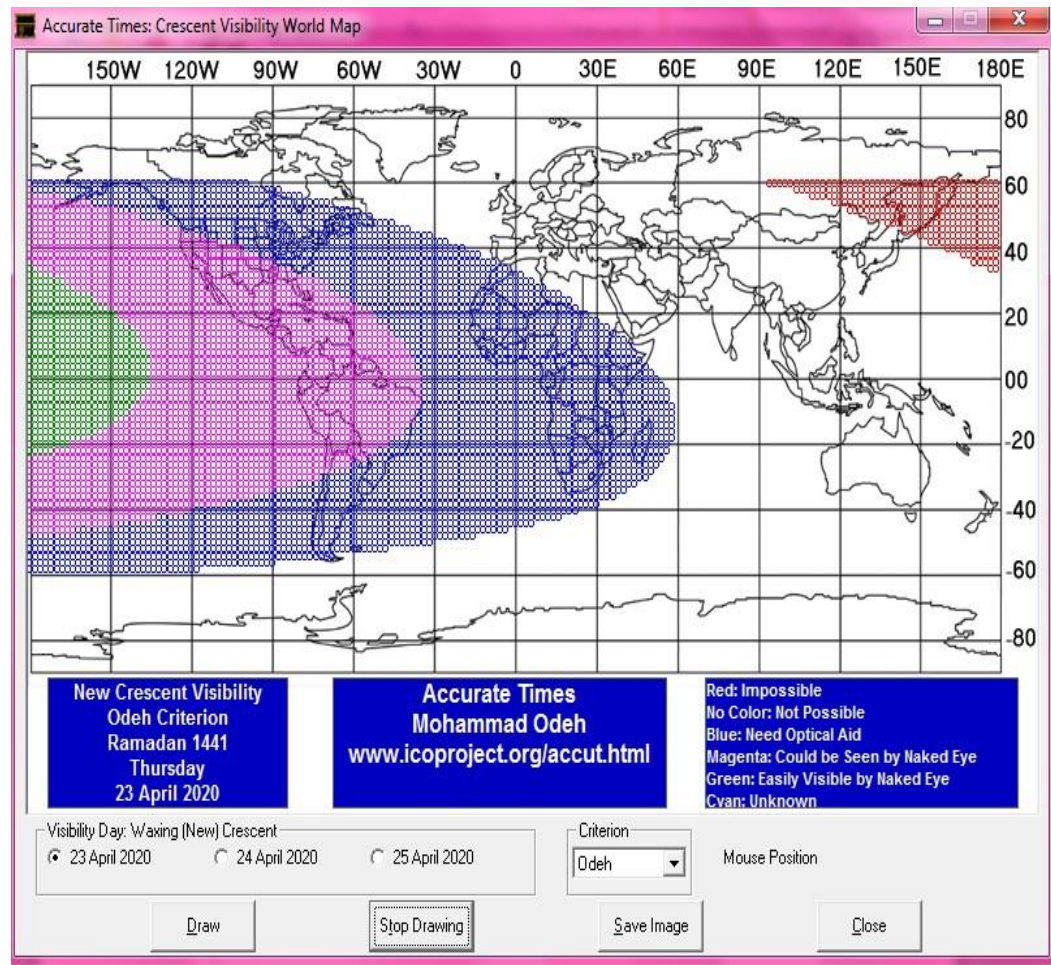 Accurate Times: Crescent Visibility World Map
150W 120W 90W 60W 30W 0 30E 60E 90E 120E 150E 180E
80
60
40
20
00
-20
-40
-60
-80
New Crescent Visibility
Odeh Criterion
Ramadan 1441
Thursday
23 April 2020
Accurate Times
Mohammad Odeh
www.icoproject.org/accut.html
Red: Impossible
No Color: Not Possible
Blue: Need Optical Aid
Magenta: Could be Seen by Naked Eye
Green: Easily Visible by Naked Eye
Cyan: Unknown
Visibility Day: Waxing (New) Crescent
23 April 2020 24 April 2020 25 April 2020
Criterion
Odeh
Mouse Position
Draw Stop Drawing Save Image Close